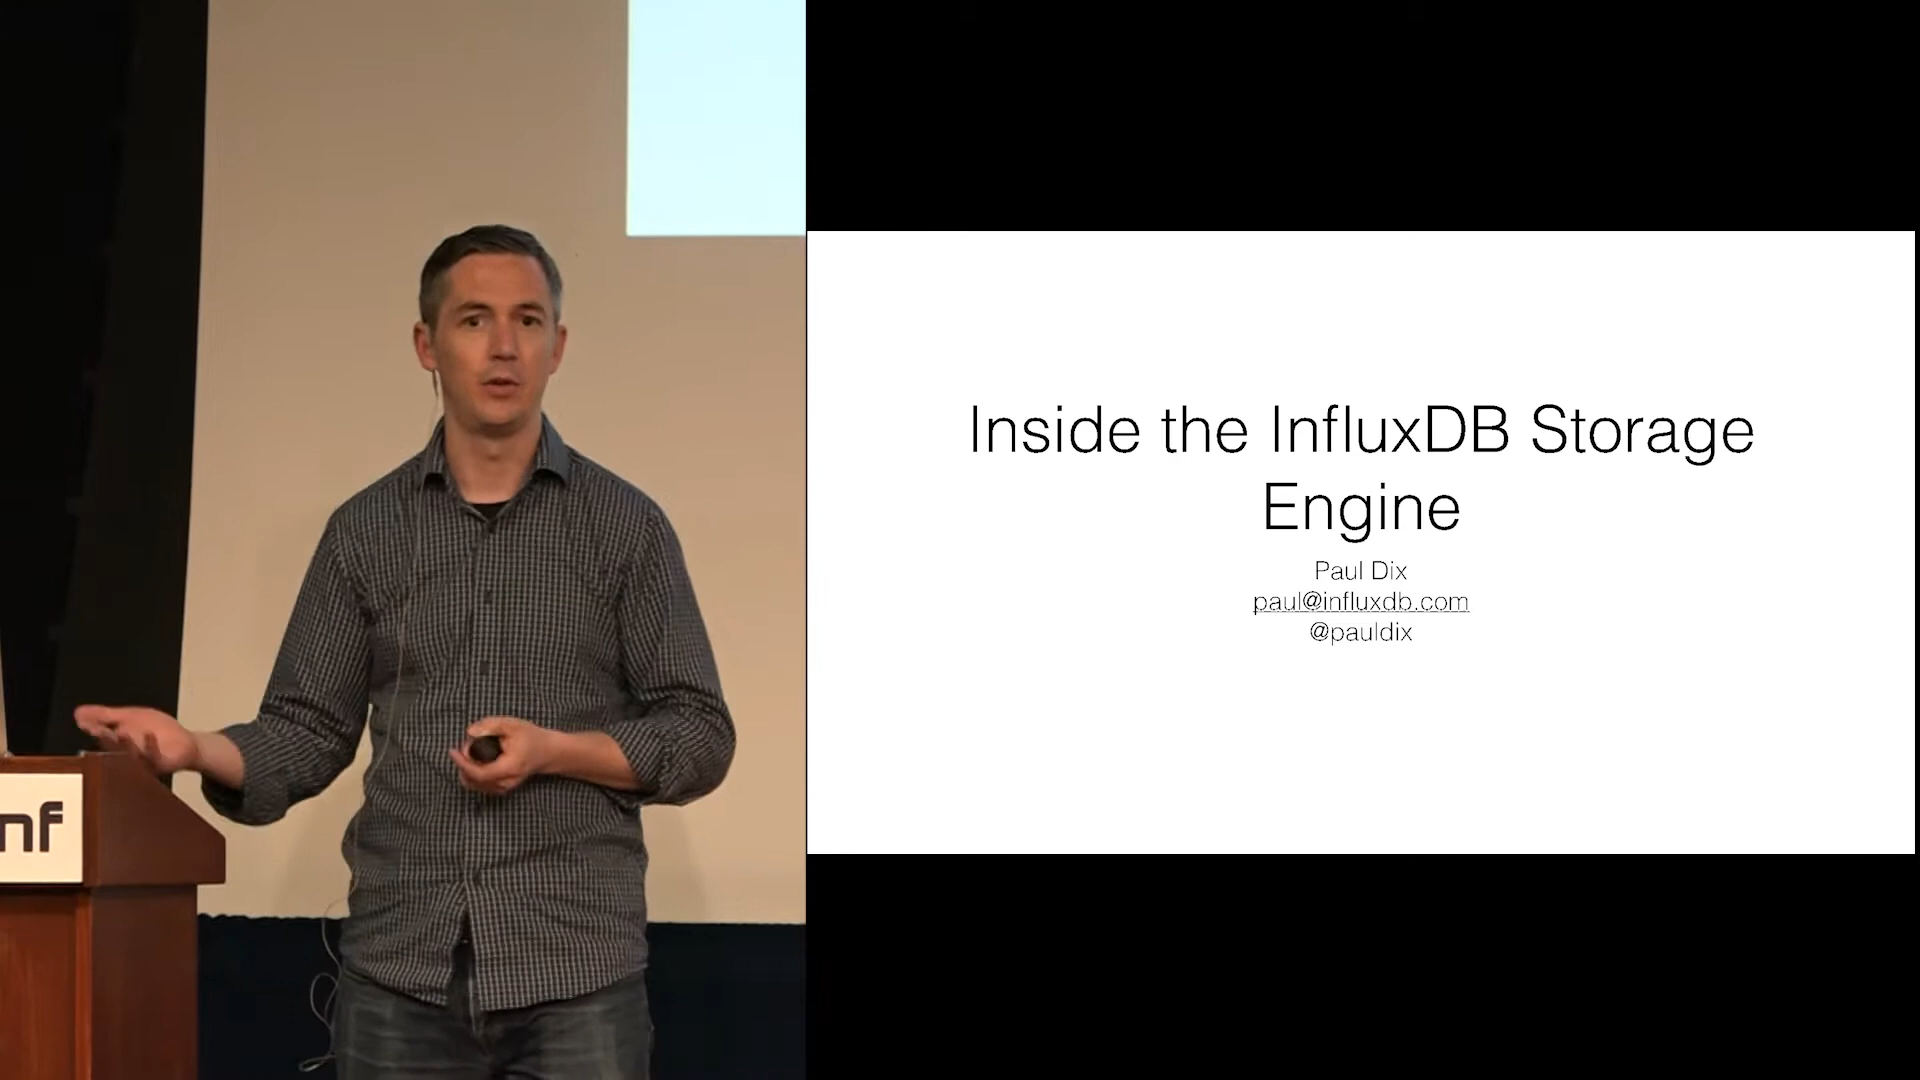 nf
Inside the InfluxDB Storage
Engine
Paul Dix
paul@influxdb.com
@pauldix